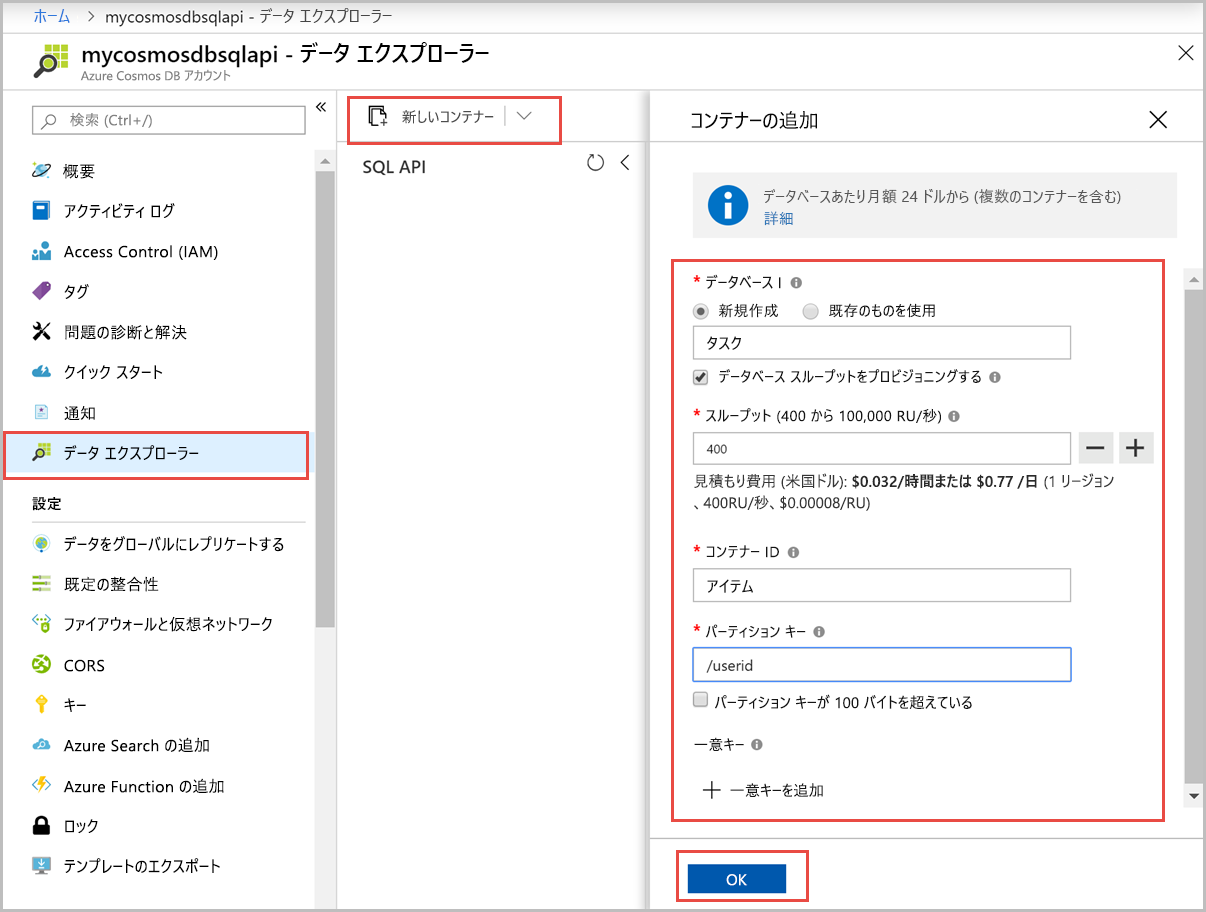 ホーム > mycosmosdbsqlapi - データ エクスプローラー
mycosmosdbsqlapi - データ エクスプローラー
Azure Cosmos DB アカウント
検索 (Ctrl+/)
概要
アクティビティ ログ
Access Control (IAM)
タグ
問題の診断と解決
クイック スタート
通知
データ エクスプローラー
設定
データをグローバルにレプリケートする
既定の整合性
ファイアウォールと仮想ネットワーク
CORS
キー
Azure Search の追加
Azure Function の追加
ロック
テンプレートのエクスポート
新しいコンテナー
SQL API
コンテナーの追加
データベースあたり月額 24 ドルから (複数のコンテナーを含む)
詳細
* データベース I
新規作成 既存のものを使用
タスク
データベース スループットをプロビジョニングする
* スループット (400 から 100,000 RU/秒)
400
見積もり費用 (米国ドル): $0.032/時間または $0.77 /日 (1 リージョン
、400RU/秒、$0.00008/RU)
* コンテナー ID
アイテム
* パーティション キー
/userid
パーティション キーが 100 バイトを超えている
一意キー
一意キーを追加
OK